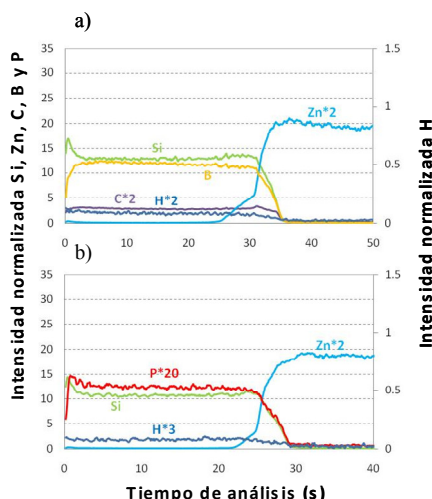 a)
Intensidad normalizada Si, Zn, C, B y P
Intensidad normalizada H
35
30
25
20
15
10
5
0
1.5
1
0.5
0
Zn*2
Si
B
C*2
H*2
0 10 20 30 40 50
b)
35
30
25
20
15
10
5
0
1.5
1
0.5
0
Zn*2
P*20
Si
H*3
0 10 20 30 40
Tiempo de análisis (s)